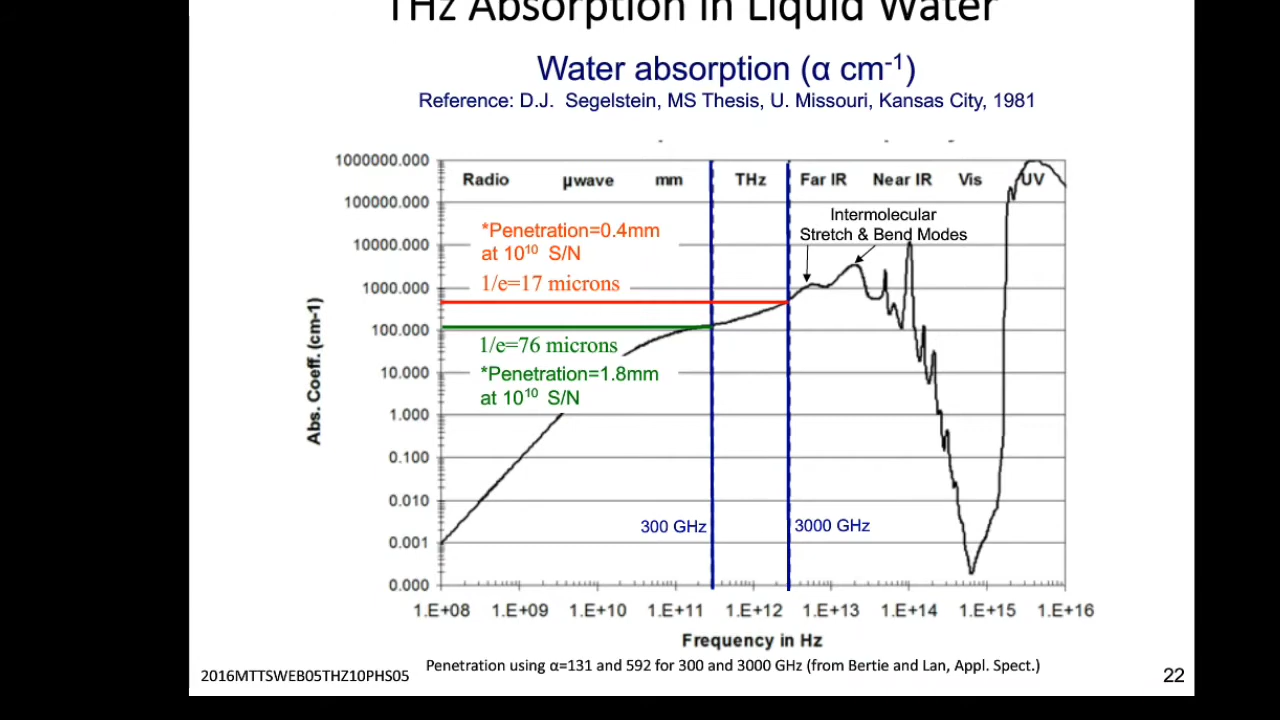 THz Absorption in Liquid Water
Water absorption (α cm-1)
Reference: D.J. Segelstein, MS Thesis, U. Missouri, Kansas City, 1981
1000000.000
100000.000
10000.000
1000.000
100.000
10.000
1.000
0.100
0.010
0.001
0.000
Abs. Coeff. (cm-1)
Radio µwave mm THz Far IR Near IR Vis UV
*Penetration=0.4mm
at 10¹⁰ S/N
1/e=17 microns
Intermolecular
Stretch & Bend Modes
1/e=76 microns
*Penetration=1.8mm
at 10¹⁰ S/N
300 GHz
3000 GHz
1.E+08 1.E+09 1.E+10 1.E+11 1.E+12 1.E+13 1.E+14 1.E+15 1.E+16
Frequency in Hz
Penetration using α=131 and 592 for 300 and 3000 GHz (from Bertie and Lan, Appl. Spect.)
2016MTTSWEB05THZ10PHS05
22